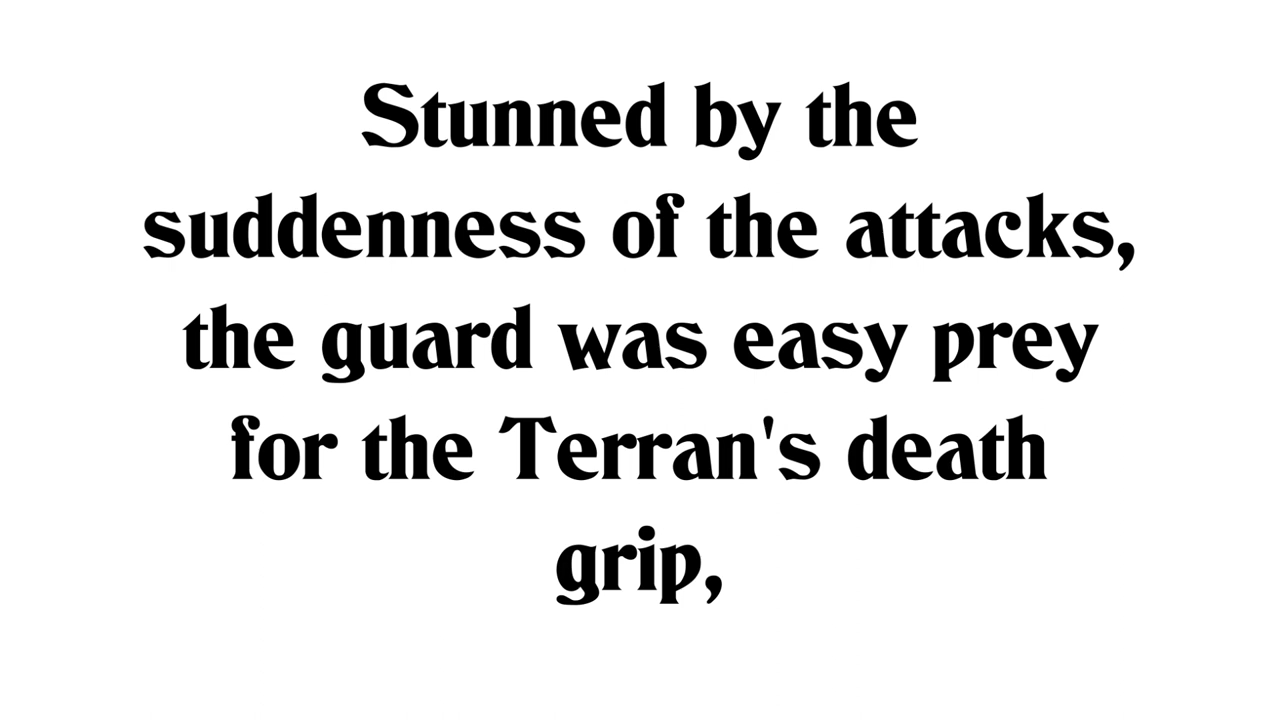 Stunned by the
suddenness of the attacks,
the guard was easy prey
for the Terran's death
grip,